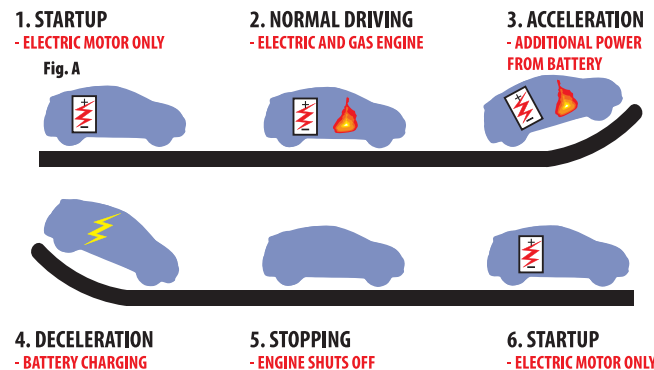 1. STARTUP
- ELECTRIC MOTOR ONLY
Fig. A
2. NORMAL DRIVING
- ELECTRIC AND GAS ENGINE
3. ACCELERATION
- ADDITIONAL POWER
FROM BATTERY
+
-
+
-
+
-
+
-
4. DECELERATION
- BATTERY CHARGING
5. STOPPING
- ENGINE SHUTS OFF
6. STARTUP
- ELECTRIC MOTOR ONLY